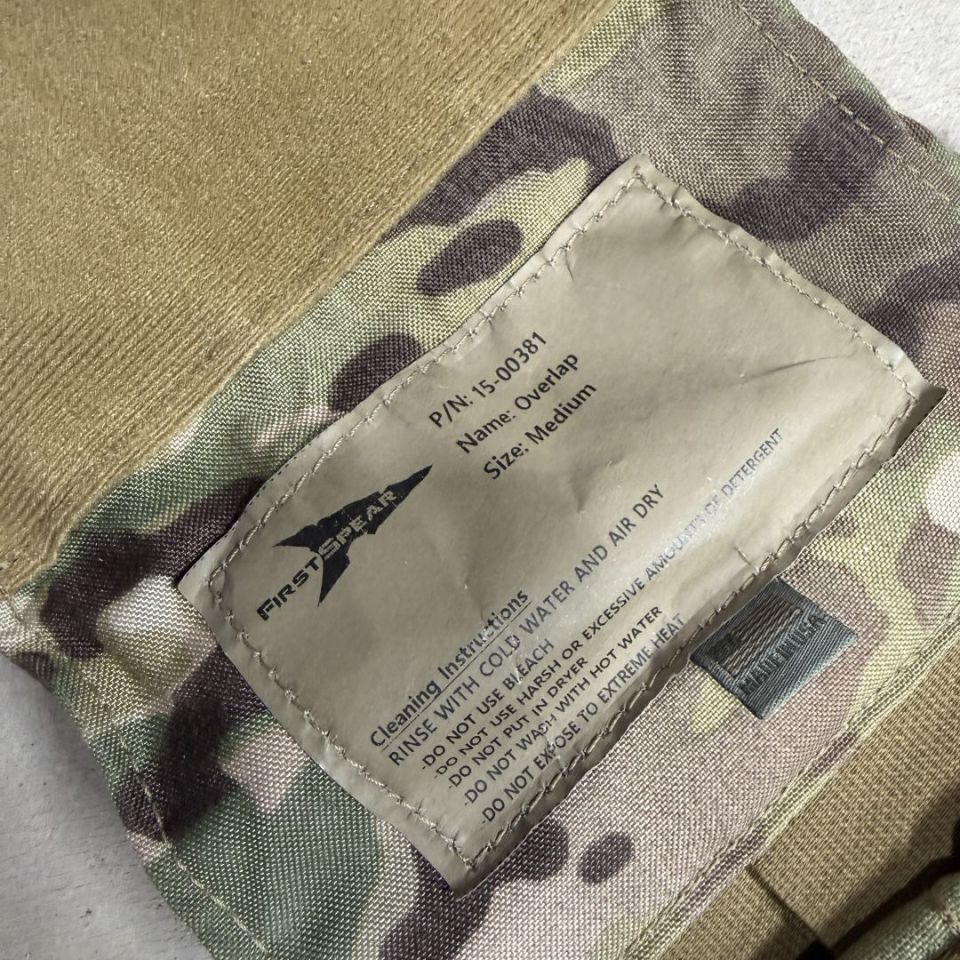 P/N: 15-00381
Name: Overlap
Size: Medium
FIRST SPEAR
Cleaning Instructions
RINSE WITH COLD WATER AND AIR DRY
-DO NOT USE BLEACH
-DO NOT USE HARSH OR EXCESSIVE AMOUNTS OF DETERGENT
-DO NOT PUT IN DRYER
-DO NOT WASH WITH HOT WATER
-DO NOT EXPOSE TO EXTREME HEAT
MADE IN USA